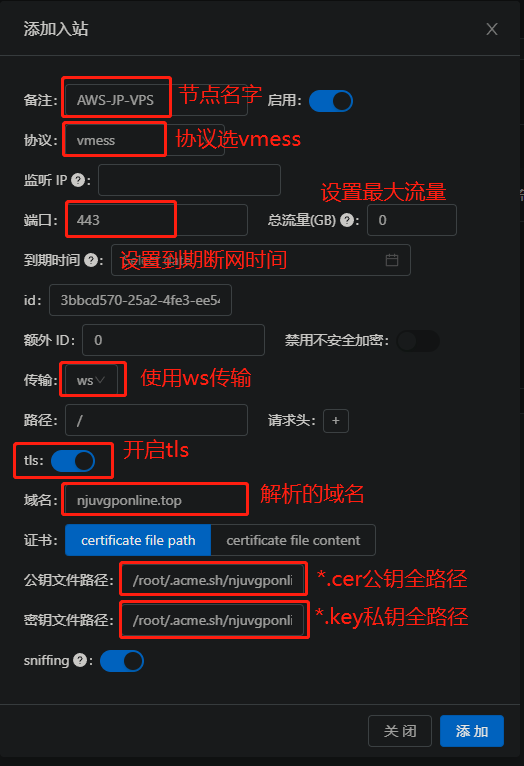 添加入站
备注: AWS-JP-VPS 节点名字 启用:
协议: vmess 协议选vmess
监听 IP ? :
设置最大流量
端口: 443 总流量(GB) ? : 0
到期时间 ? : 设置到期断网时间
id: 3bbcd570-25a2-4fe3-ee54
额外 ID: 0 禁用不安全加密:
传输: ws 使用ws传输
路径: / 请求头: +
tls: 开启tls
域名: njuvgponline.top 解析的域名
证书: certificate file path certificate file content
公钥文件路径: /root/.acme.sh/njuvgponli *.cer公钥全路径
密钥文件路径: /root/.acme.sh/njuvgponli *.key私钥全路径
sniffing ? :
关 闭 添 加